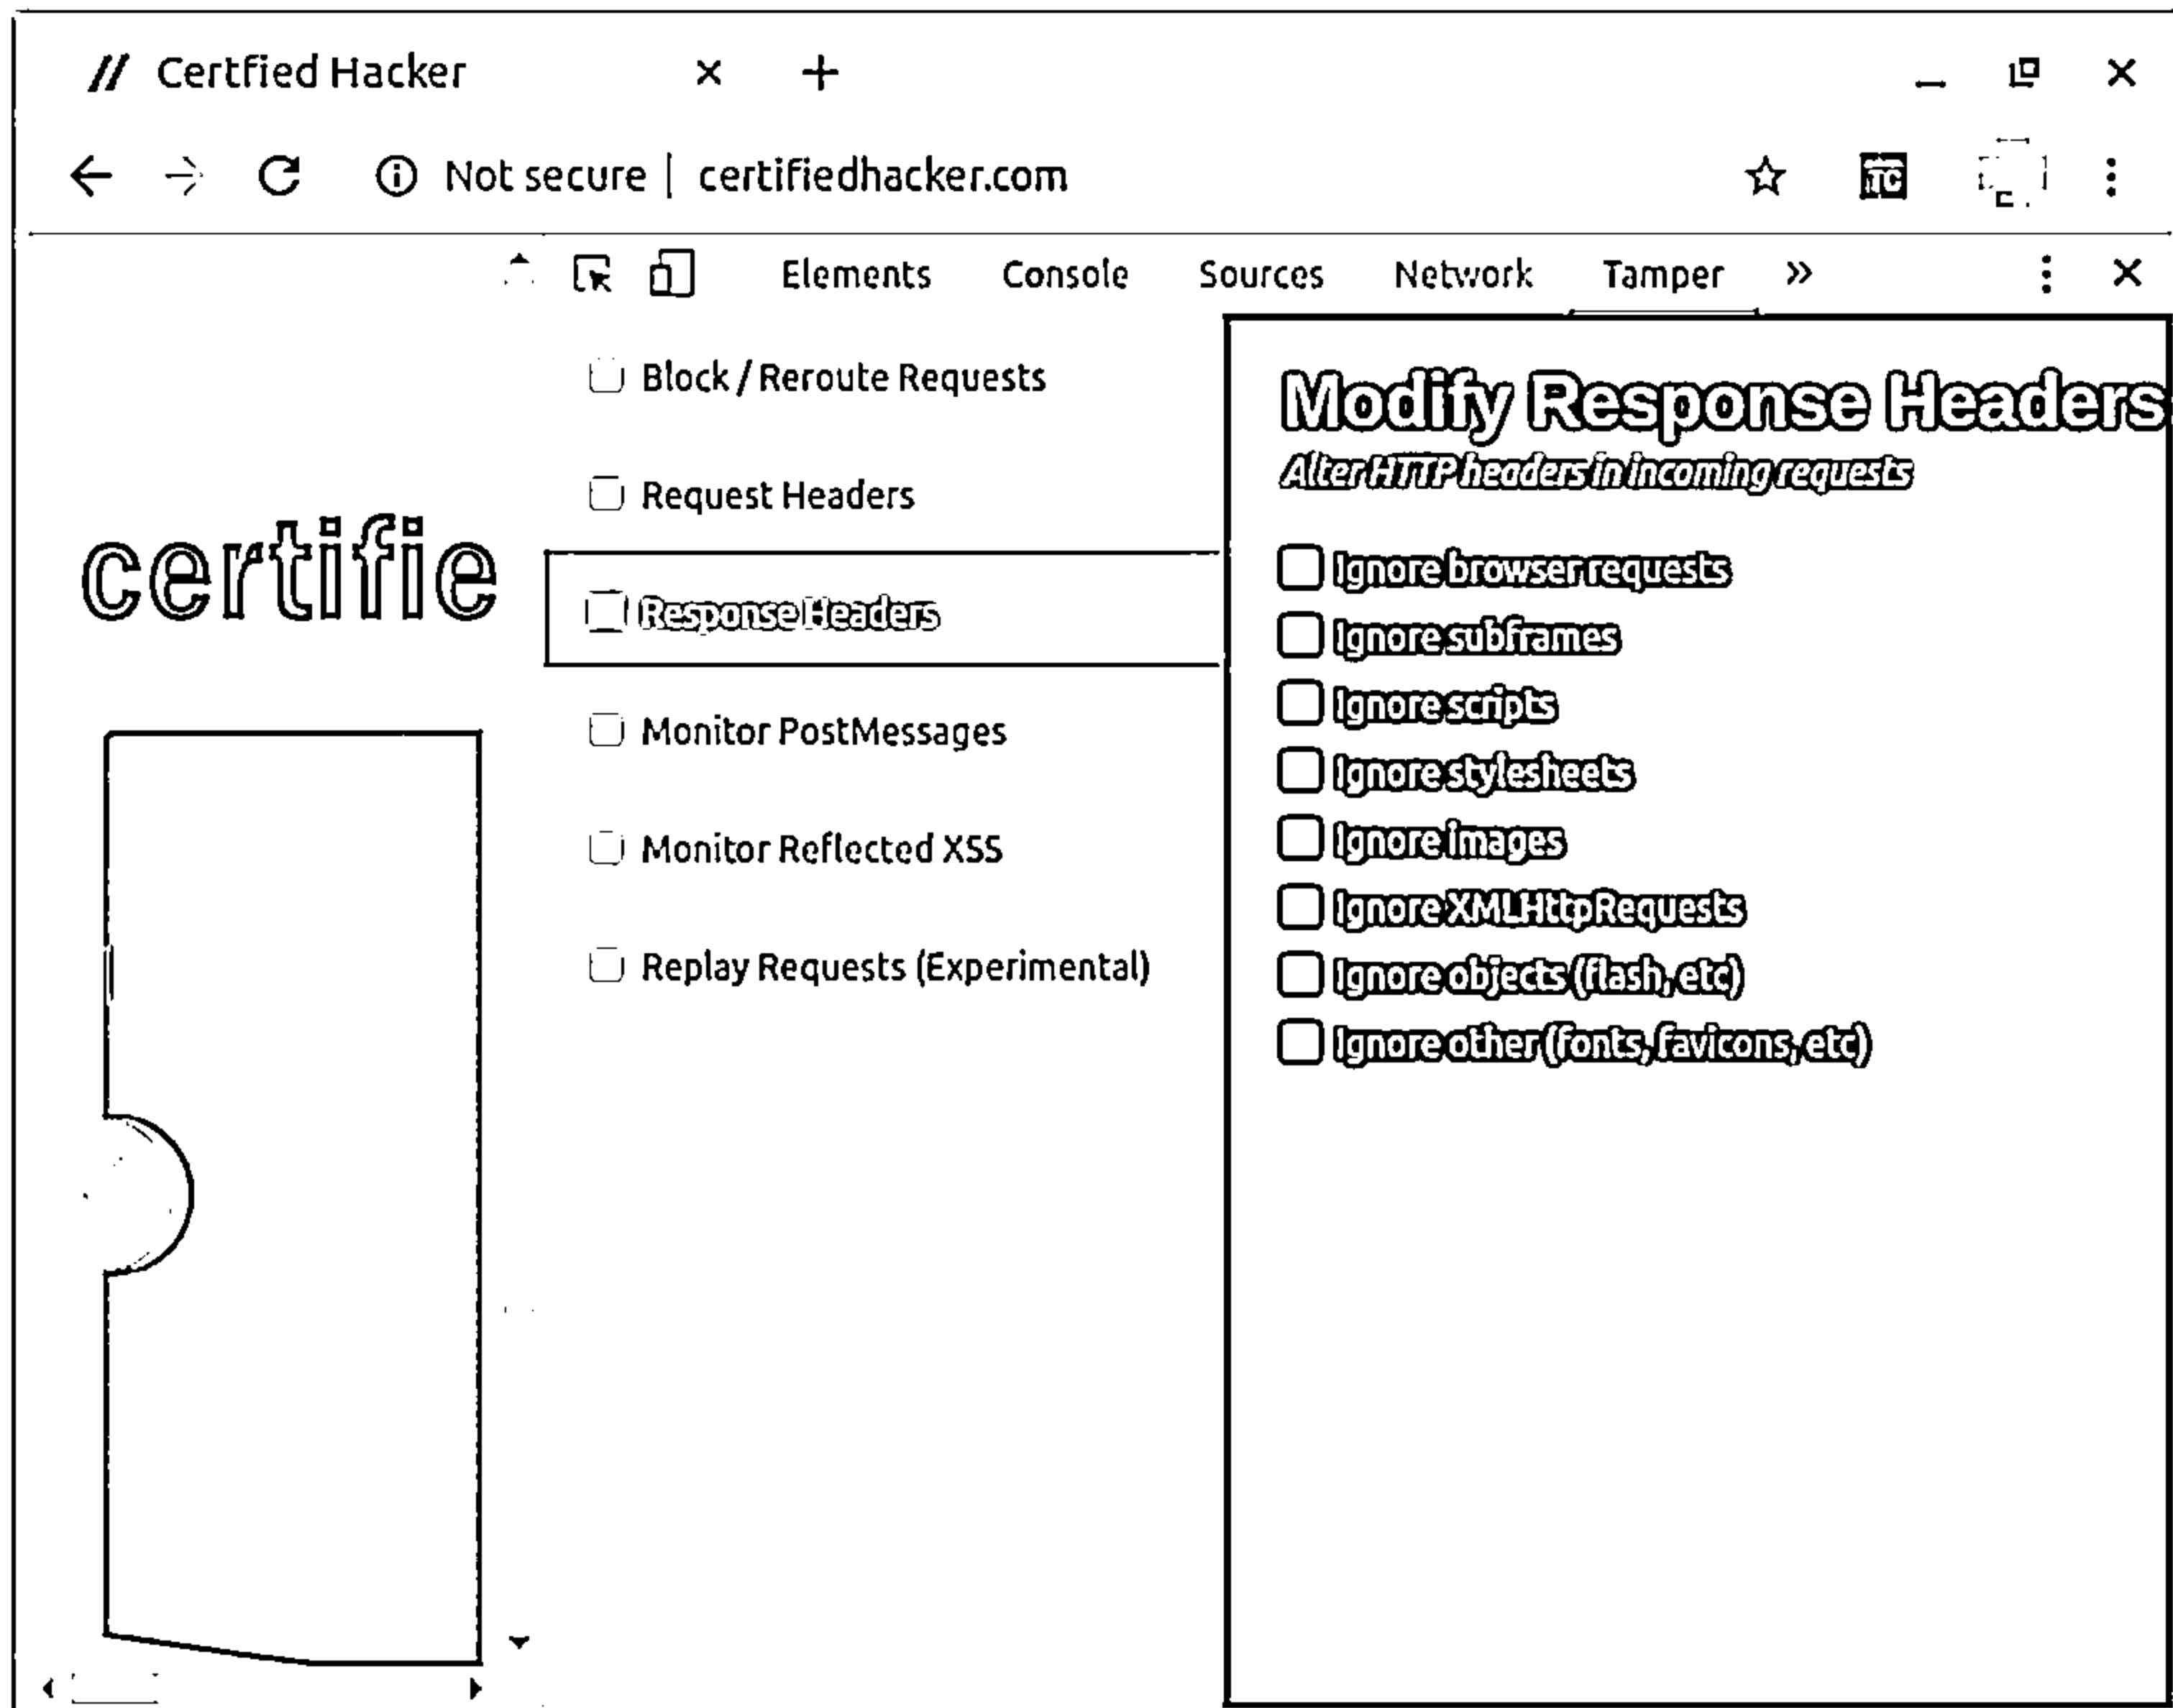 // Certfied Hacker
Not secure | certifiedhacker.com
TC
Elements Console Sources Network Tamper »
certifie
Block / Reroute Requests
Request Headers
Response Headers
Monitor PostMessages
Monitor Reflected XSS
Replay Requests (Experimental)
Modify Response Headers
Alter HTTP headers in incoming requests
Ignore browser requests
Ignore subframes
Ignore scripts
Ignore stylesheets
Ignore images
Ignore XMLHttpRequests
Ignore objects (flash, etc)
Ignore other (fonts, favicons, etc)